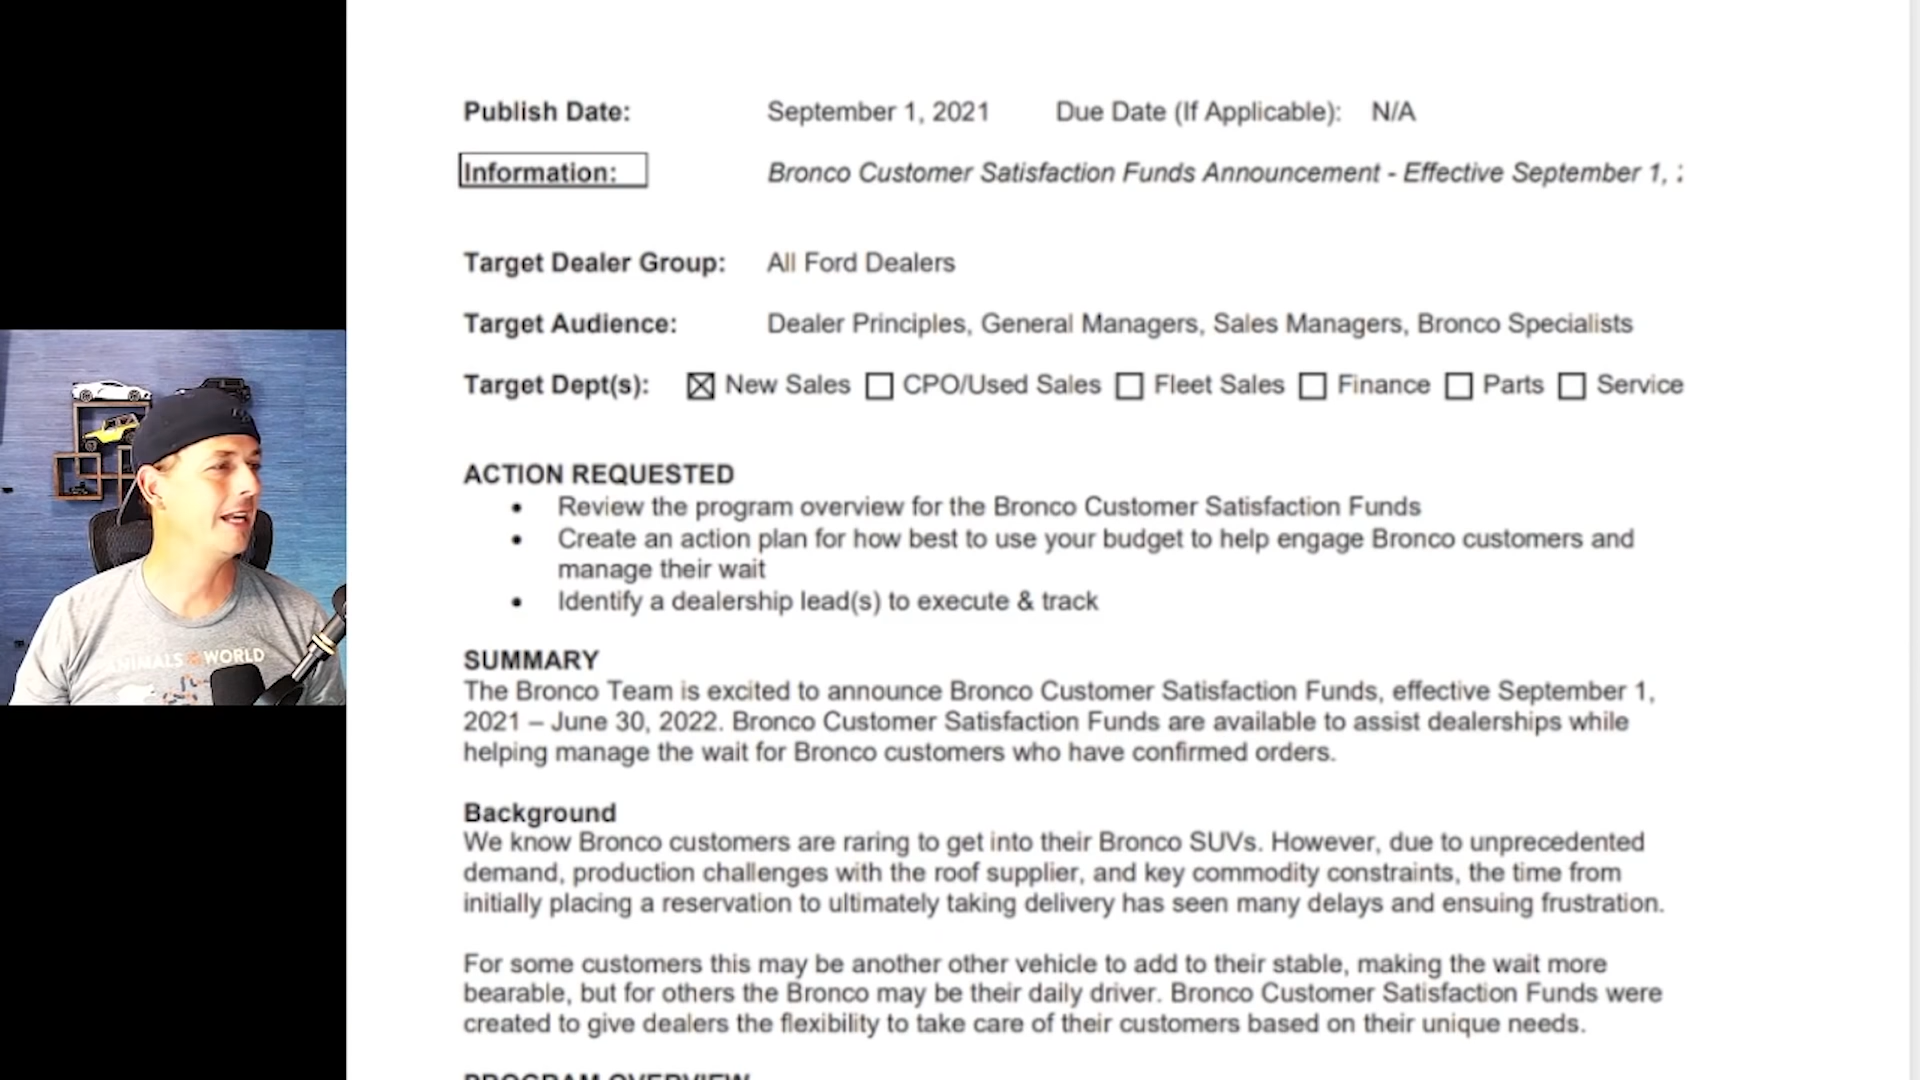 Publish Date: September 1, 2021 Due Date (If Applicable): N/A
Information: Bronco Customer Satisfaction Funds Announcement - Effective September 1,
Target Dealer Group: All Ford Dealers
Target Audience: Dealer Principles, General Managers, Sales Managers, Bronco Specialists
Target Dept(s): New Sales CPO/Used Sales Fleet Sales Finance Parts Service
ACTION REQUESTED
• Review the program overview for the Bronco Customer Satisfaction Funds
• Create an action plan for how best to use your budget to help engage Bronco customers and
manage their wait
• Identify a dealership lead(s) to execute & track
SUMMARY
The Bronco Team is excited to announce Bronco Customer Satisfaction Funds, effective September 1,
2021 – June 30, 2022. Bronco Customer Satisfaction Funds are available to assist dealerships while
helping manage the wait for Bronco customers who have confirmed orders.
Background
We know Bronco customers are raring to get into their Bronco SUVs. However, due to unprecedented
demand, production challenges with the roof supplier, and key commodity constraints, the time from
initially placing a reservation to ultimately taking delivery has seen many delays and ensuing frustration.
For some customers this may be another other vehicle to add to their stable, making the wait more
bearable, but for others the Bronco may be their daily driver. Bronco Customer Satisfaction Funds were
created to give dealers the flexibility to take care of their customers based on their unique needs.
PROGRAM OVERVIEW
ANIMALS WORLD